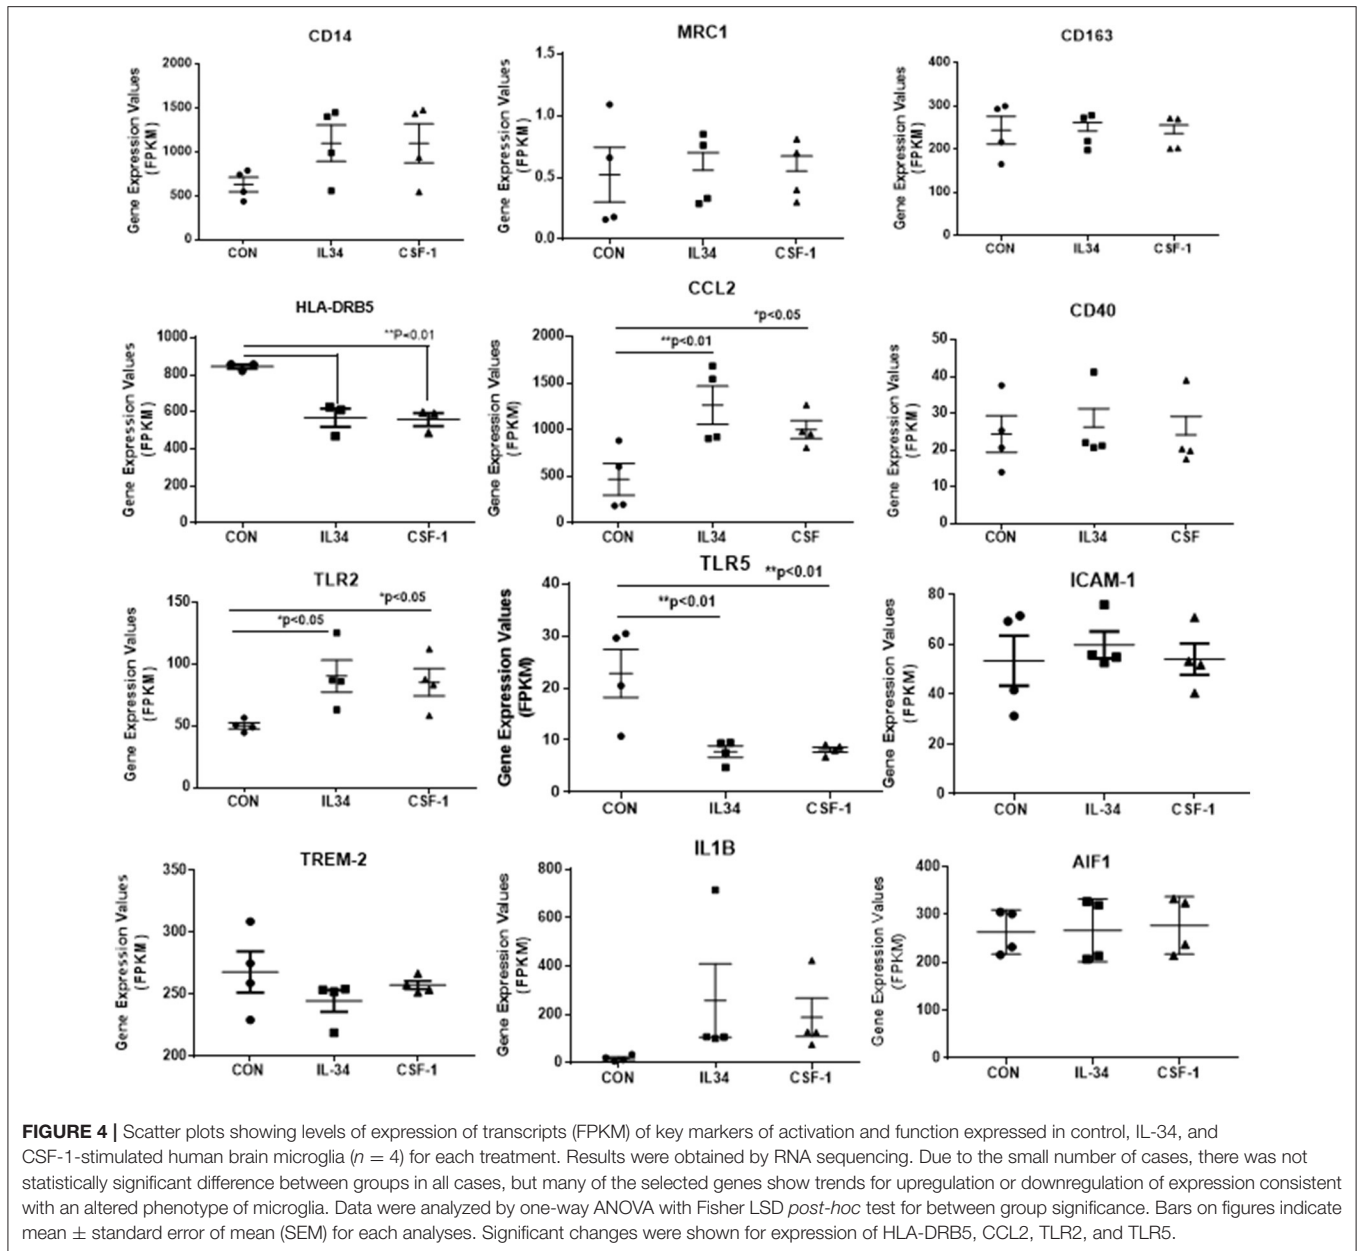 CD14
Gene Expression Values
(FPKM)
2000
1500
1000
500
0
CON IL34 CSF-1
MRC1
Gene Expression Values
(FPKM)
1.5
1.0
0.5
0.0
CON IL34 CSF-1
CD163
Gene Expression Values
(FPKM)
400
300
200
100
0
CON IL34 CSF-1
HLA-DRB5
Gene Expression Values
(FPKM)
**P<0.01
1000
800
600
400
200
0
CON IL34 CSF-1
CCL2
Gene Expression Values
(FPKM)
*p<0.05
**p<0.01
2000
1500
1000
500
0
CON IL34 CSF
CD40
Gene Expression Values
(FPKM)
50
40
30
20
10
0
CON IL34 CSF
TLR2
Gene Expression Values
(FPKM)
*p<0.05
*p<0.05
150
100
50
0
CON IL34 CSF-1
TLR5
Gene Expression Values
(FPKM)
**p<0.01
**p<0.01
40
30
20
10
0
CON IL34 CSF-1
ICAM-1
Gene Expression Values
(FPKM)
80
60
40
20
0
CON IL-34 CSF-1
TREM-2
Gene Expression Values
(FPKM)
350
300
250
200
CON IL-34 CSF-1
IL1B
Gene Expression Values
(FPKM)
800
600
400
200
0
CON IL34 CSF-1
AIF1
Gene Expression Values
(FPKM)
400
300
200
100
0
CON IL-34 CSF-1
FIGURE 4 | Scatter plots showing levels of expression of transcripts (FPKM) of key markers of activation and function expressed in control, IL-34, and
CSF-1-stimulated human brain microglia (n = 4) for each treatment. Results were obtained by RNA sequencing. Due to the small number of cases, there was not
statistically significant difference between groups in all cases, but many of the selected genes show trends for upregulation or downregulation of expression consistent
with an altered phenotype of microglia. Data were analyzed by one-way ANOVA with Fisher LSD post-hoc test for between group significance. Bars on figures indicate
mean ± standard error of mean (SEM) for each analyses. Significant changes were shown for expression of HLA-DRB5, CCL2, TLR2, and TLR5.